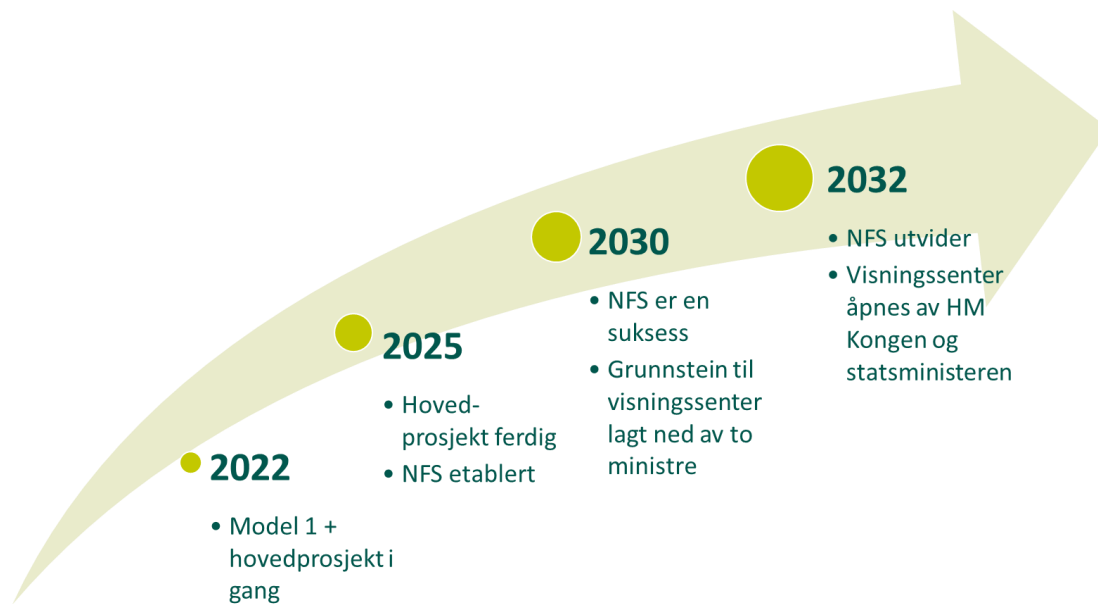 2022
• Model 1 +
hovedprosjekt i
gang
2025
• Hoved-
prosjekt ferdig
• NFS etablert
2030
• NFS er en
suksess
• Grunnstein til
visningssenter
lagt ned av to
ministre
2032
• NFS utvider
• Visningssenter
åpnes av HM
Kongen og
statsministeren